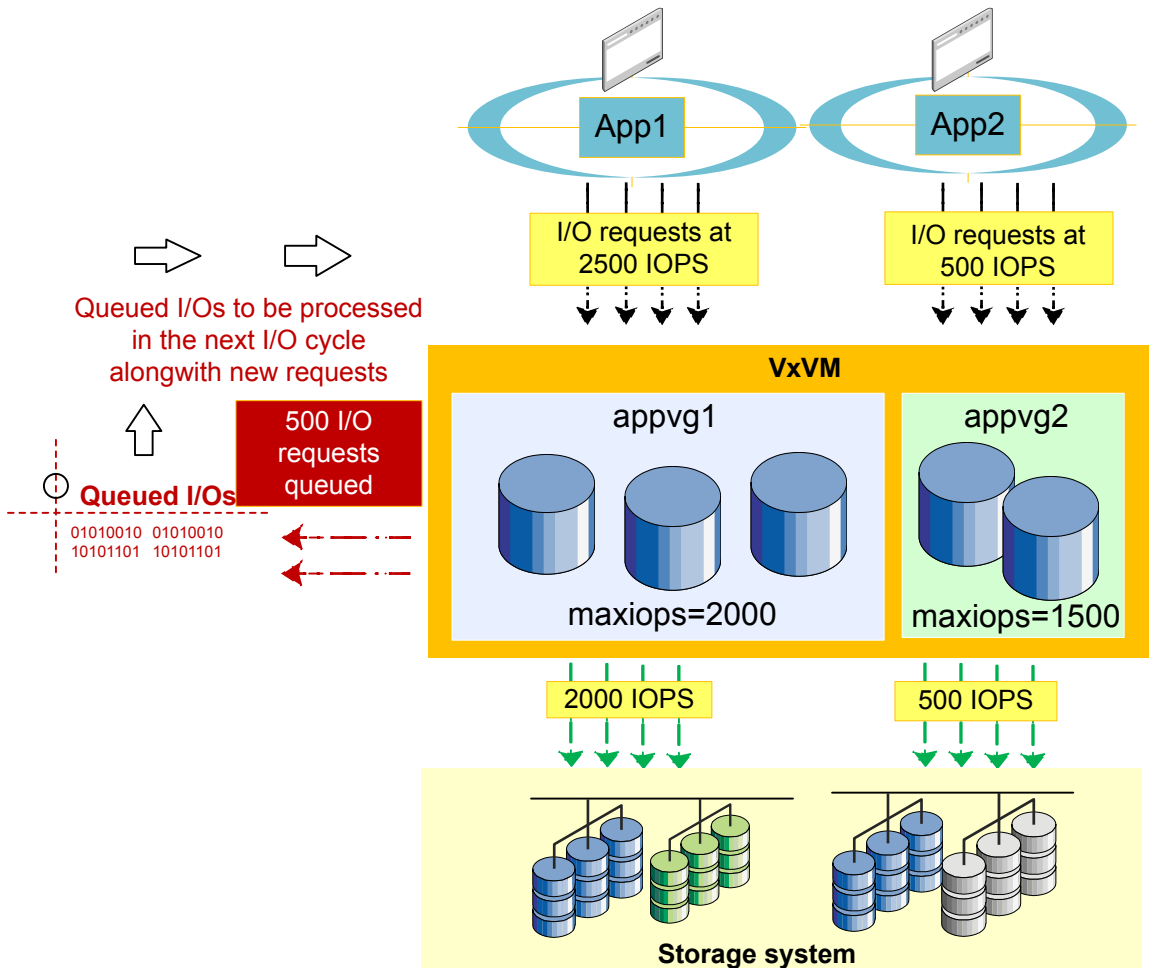 App1
App2
I/O requests at
2500 IOPS
I/O requests at
500 IOPS
Queued I/Os to be processed
in the next I/O cycle
alongwith new requests
VxVM
500 I/O
requests
queued
appvg1
appvg2
Queued I/Os
01010010 01010010
10101101 10101101
maxiops=2000
maxiops=1500
2000 IOPS
500 IOPS
Storage system